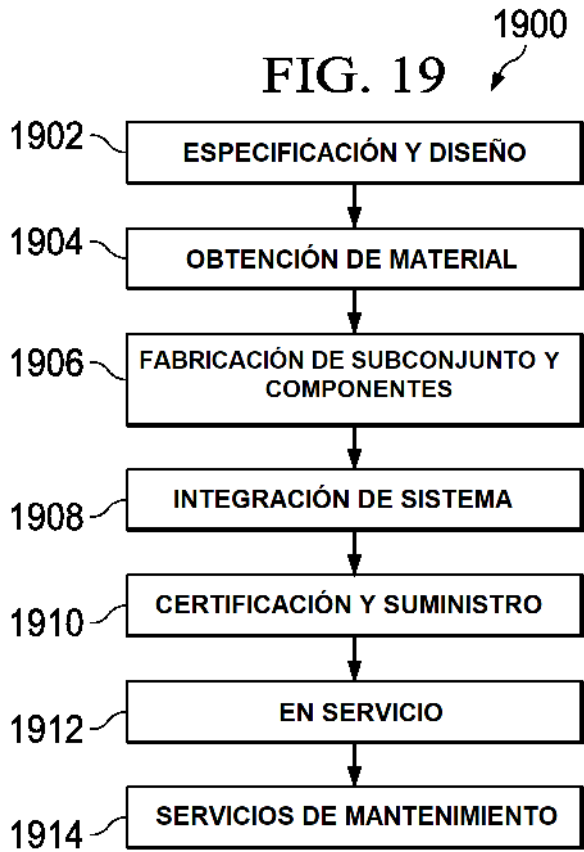 1900
FIG. 19
1902
ESPECIFICACIÓN Y DISEÑO
1904
OBTENCIÓN DE MATERIAL
1906
FABRICACIÓN DE SUBCONJUNTO Y
COMPONENTES
1908
INTEGRACIÓN DE SISTEMA
1910
CERTIFICACIÓN Y SUMINISTRO
1912
EN SERVICIO
1914
SERVICIOS DE MANTENIMIENTO